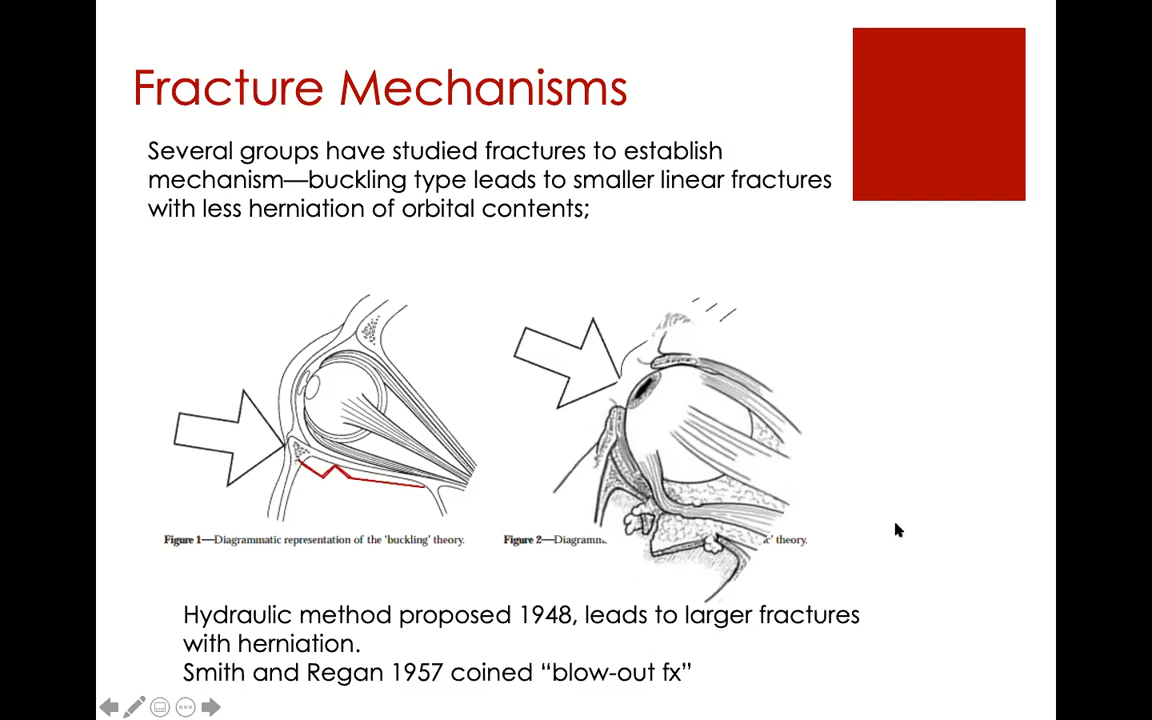 Fracture Mechanisms
Several groups have studied fractures to establish
mechanism—buckling type leads to smaller linear fractures
with less herniation of orbital contents;
Figure 1—Diagrammatic representation of the 'buckling' theory.
Figure 2—Diagramm theory.
Hydraulic method proposed 1948, leads to larger fractures
with herniation.
Smith and Regan 1957 coined “blow-out fx”